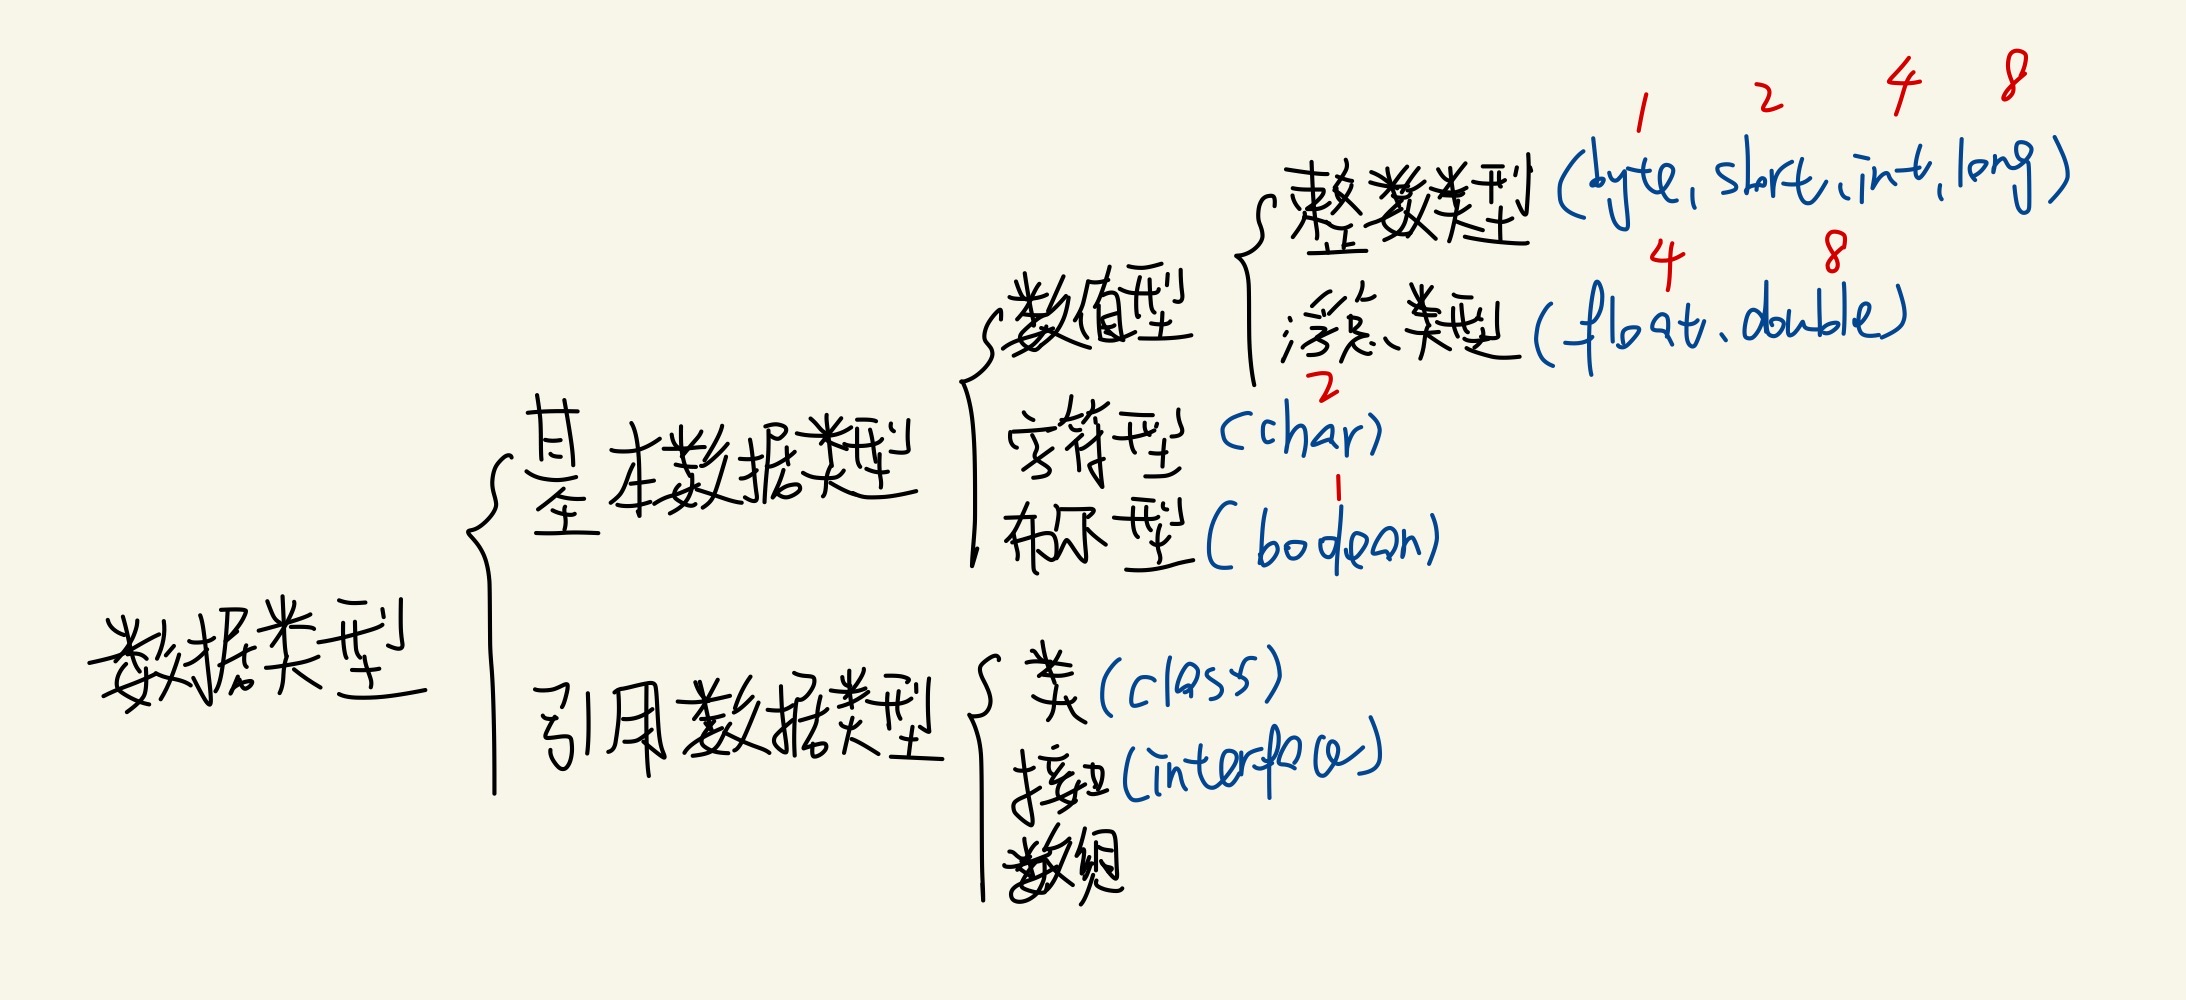 1 2 4 8
整数类型 (byte, short, int, long)
4 8
数值型
浮点类型 (float、double)
2
基本数据类型
字符型 (char)
1
布尔型 (boolean)
数据类型
引用数据类型
类 (class)
接口 (interface)
数组